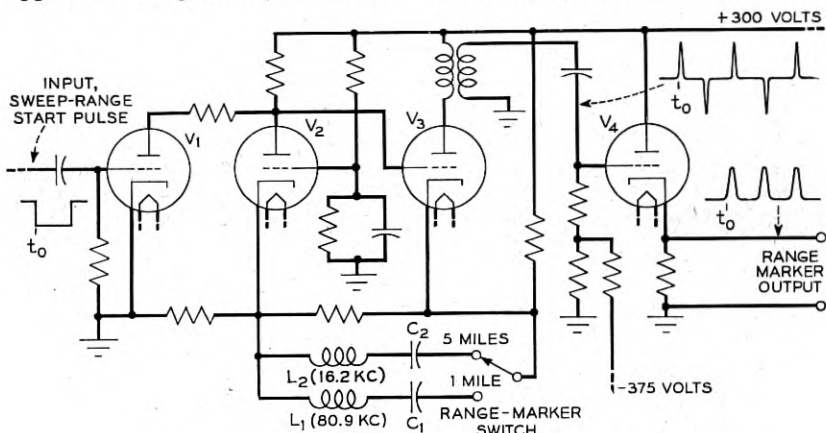 +300 VOLTS
INPUT,
SWEEP-RANGE
START PULSE
V1
V2
V3
V4
t0
t0
t0
RANGE
MARKER
OUTPUT
C2
5 MILES
L2 (16.2 KC)
1 MILE
-375 VOLTS
L1 (80.9 KC)
C1
RANGE-MARKER
SWITCH